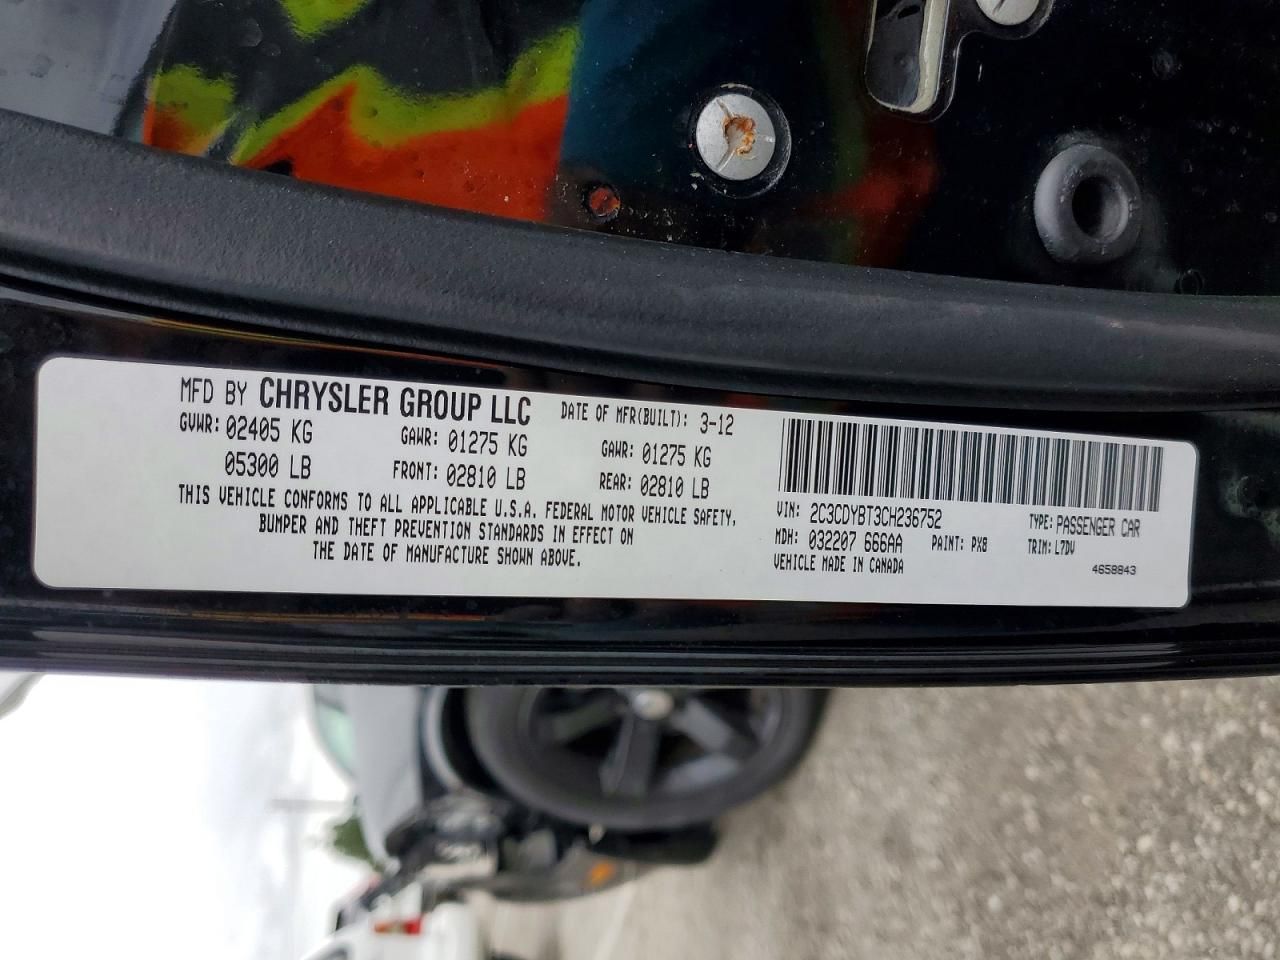 MFD BY CHRYSLER GROUP LLC DATE OF MFR(BUILT): 3-12
GVWR: 02405 KG GAWR: 01275 KG GAWR: 01275 KG
05300 LB FRONT: 02810 LB REAR: 02810 LB
THIS VEHICLE CONFORMS TO ALL APPLICABLE U.S.A. FEDERAL MOTOR VEHICLE SAFETY,
BUMPER AND THEFT PREVENTION STANDARDS IN EFFECT ON
THE DATE OF MANUFACTURE SHOWN ABOVE.
VIN: 2C3CDYBT3CH236752 TYPE: PASSENGER CAR
MDH: 032207 666AA PAINT: PX8 TRIM: L7DV
VEHICLE MADE IN CANADA 4658843